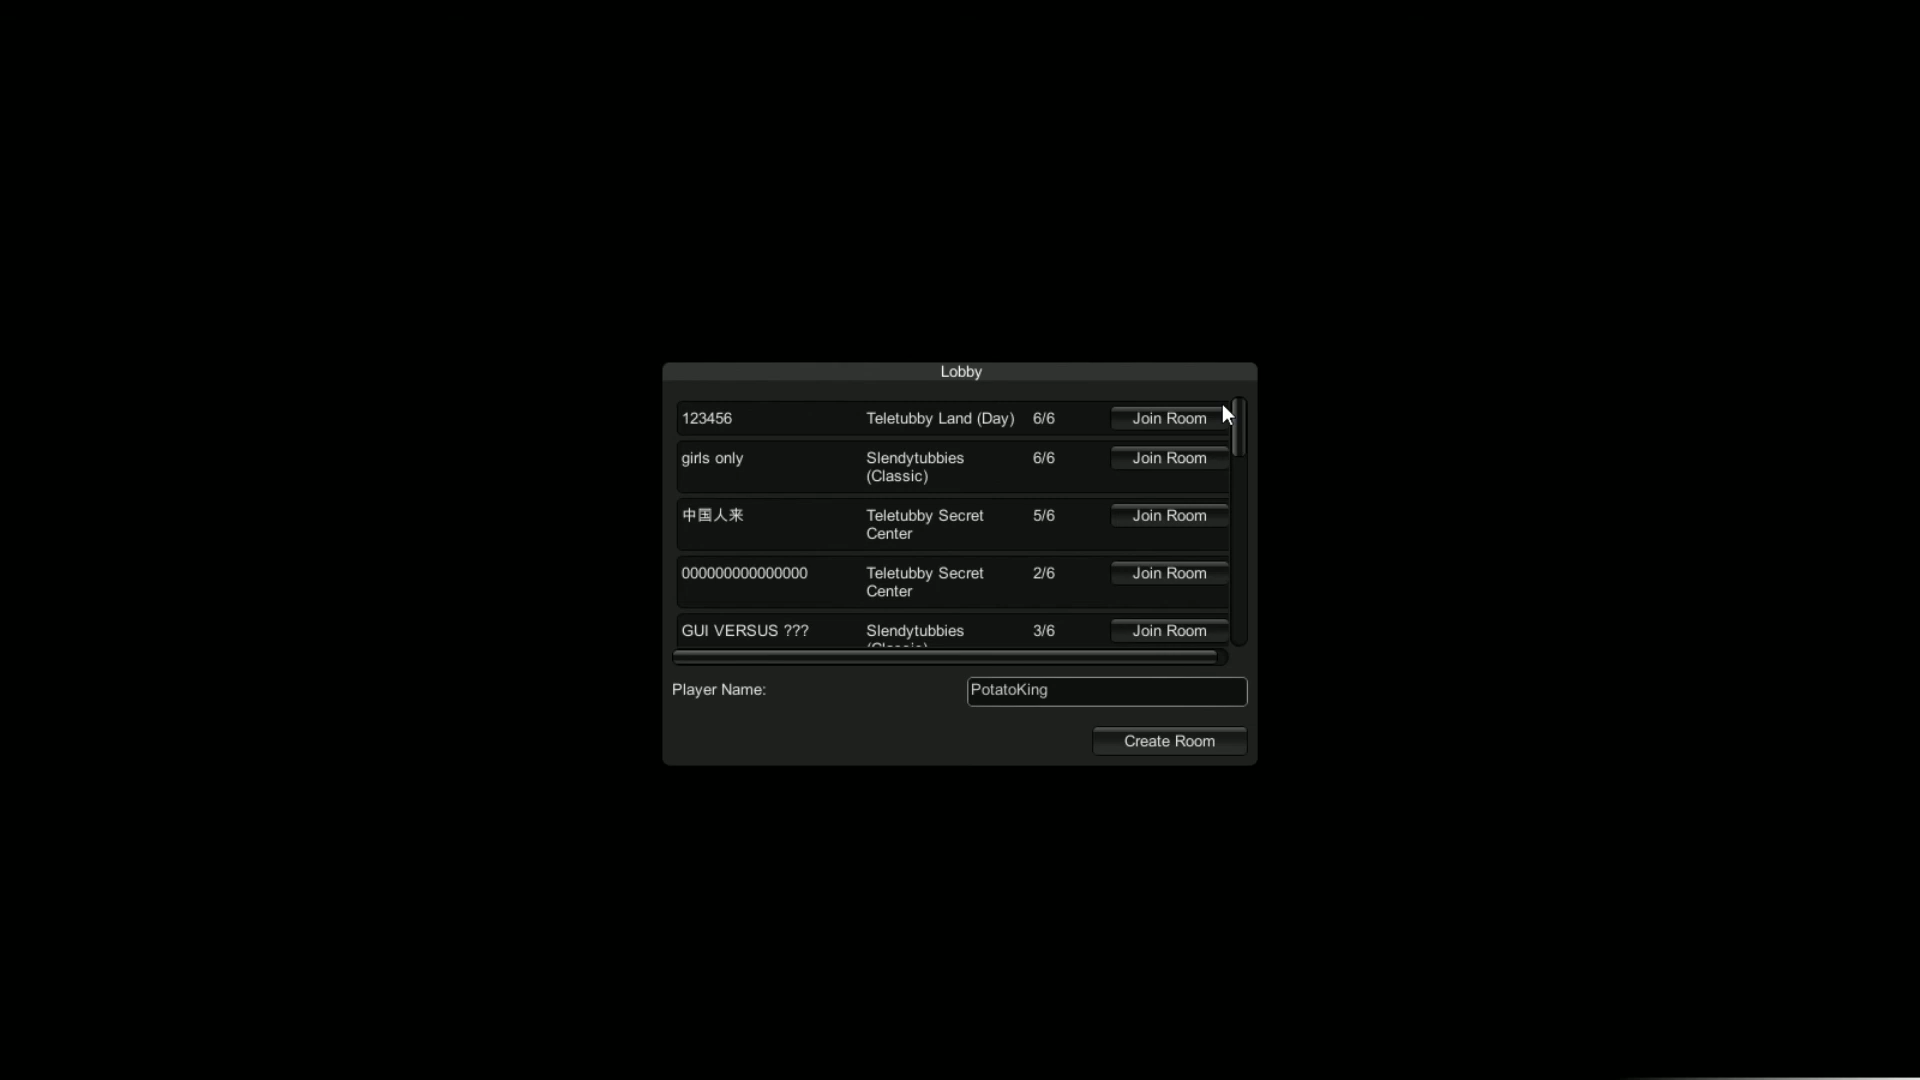 Lobby
123456 Teletubby Land (Day) 6/6 Join Room
girls only Slendytubbies 6/6 Join Room
(Classic)
中国人来 Teletubby Secret 5/6 Join Room
Center
000000000000000 Teletubby Secret 2/6 Join Room
Center
GUI VERSUS ??? Slendytubbies 3/6 Join Room
(Classic)
Player Name: PotatoKing
Create Room